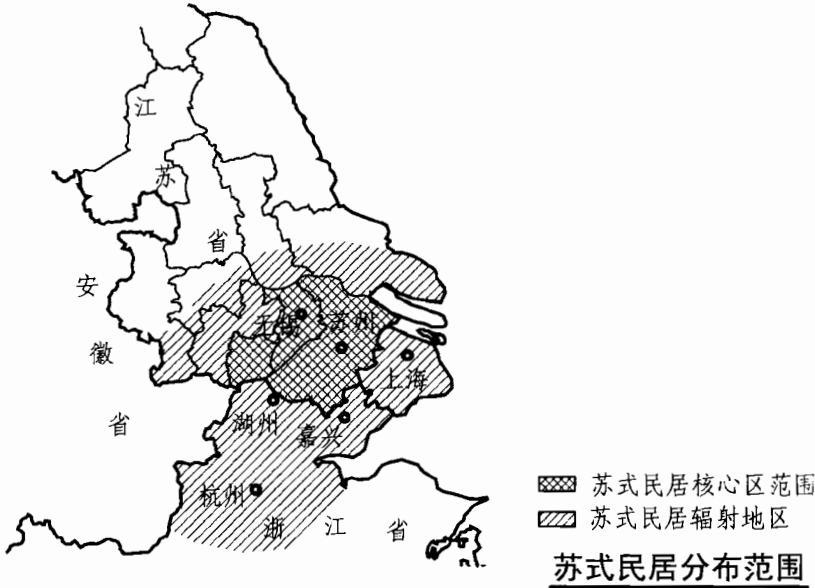 江
苏
省
安
徽
省
无锡
苏州
上海
湖州
嘉兴
杭州
浙 江 省
苏式民居核心区范围
苏式民居辐射地区
苏式民居分布范围